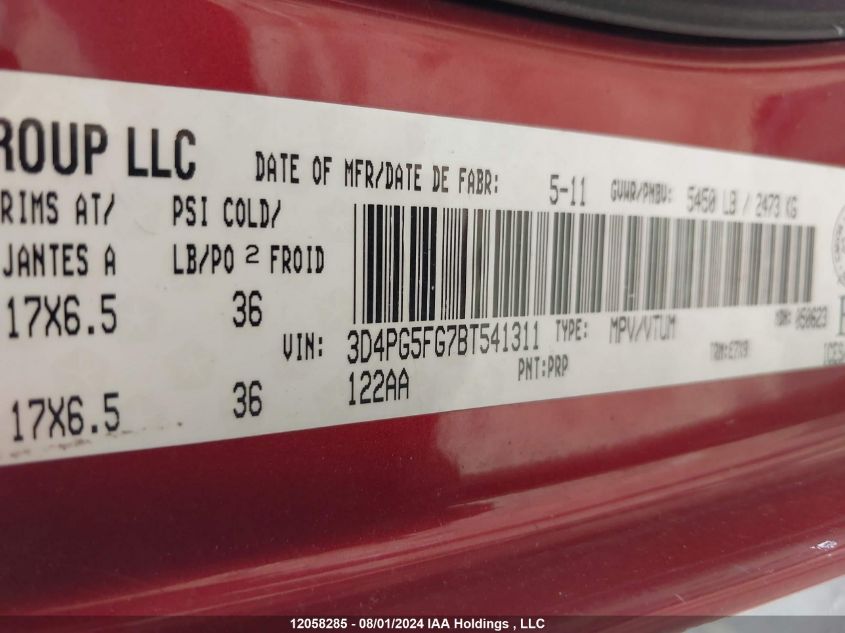 ROUP LLC
DATE OF MFR/DATE DE FABR: 5-11 GVWR/PNBV: 5450 LB / 2473 KG
RIMS AT/ PSI COLD/
JANTES A LB/PO 2 FROID
17X6.5 36
VIN: 3D4PG5FG7BT541311 TYPE: MPV/VTUM MDH: 050623
122AA PNT:PRP
17X6.5 36
12058285 - 08/01/2024 IAA Holdings , LLC